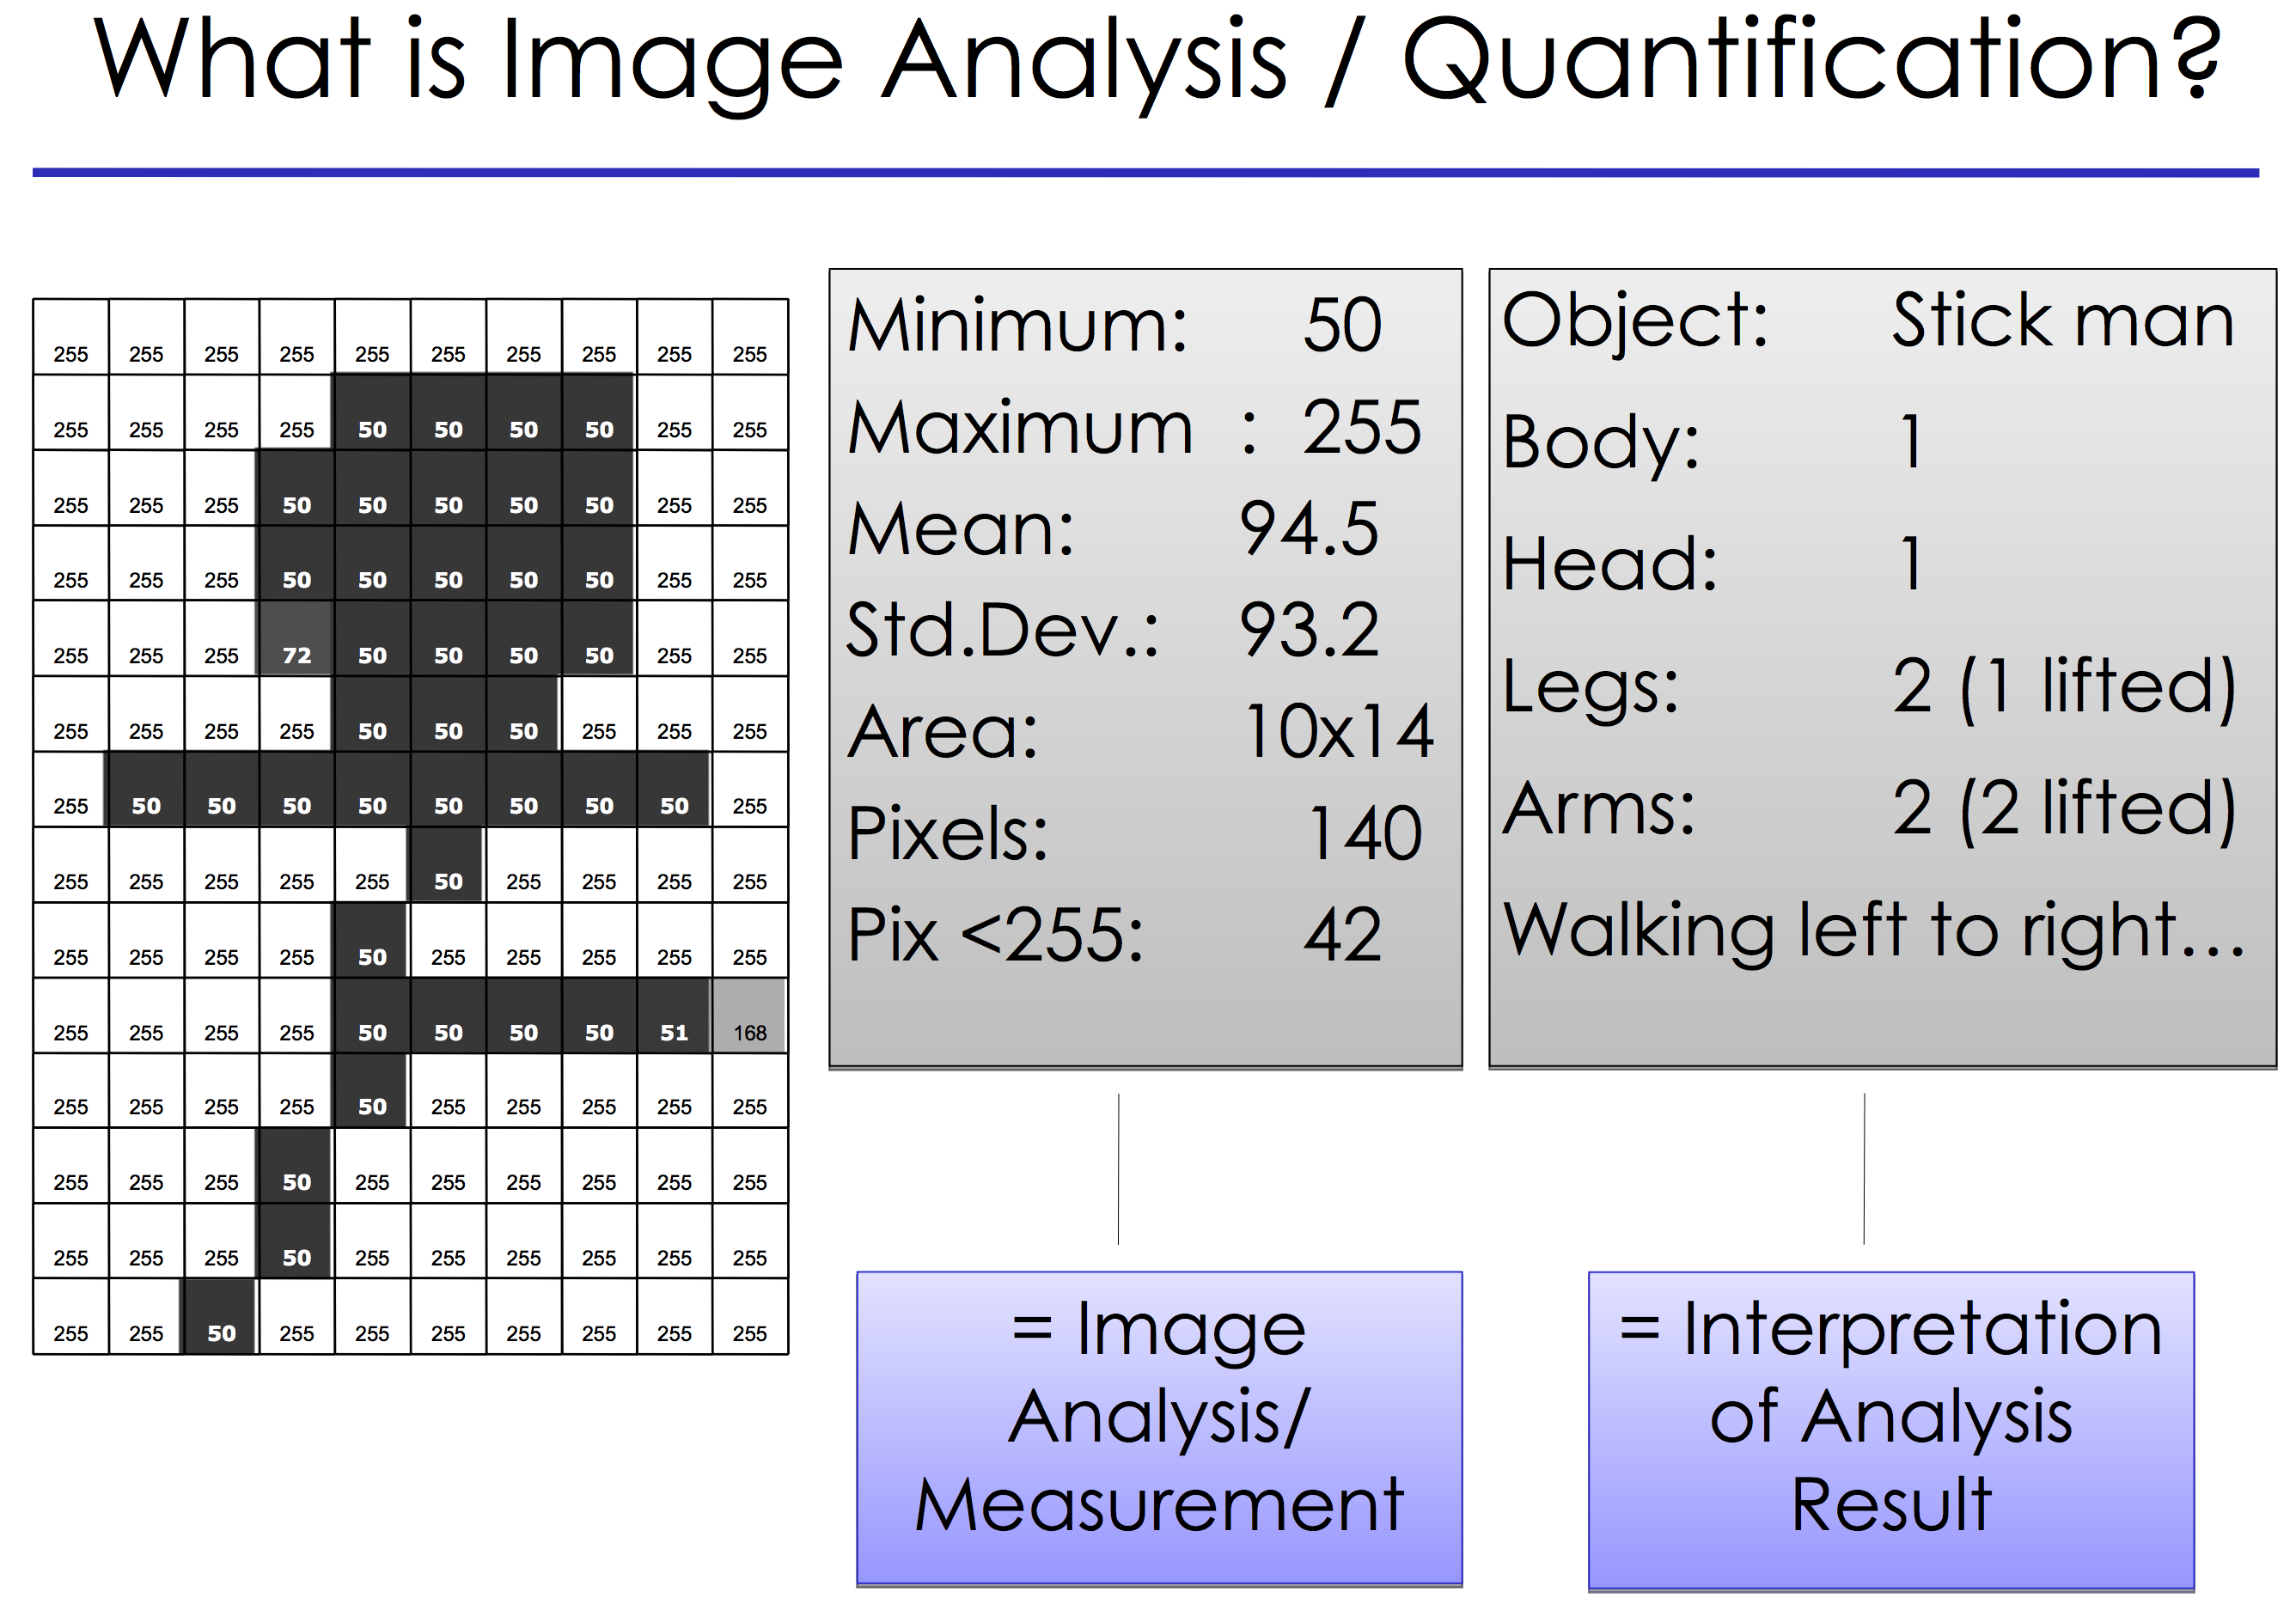 What is Image Analysis / Quantification?
255 255 255 255 255 255 255 255 255 255
255 255 255 255 50 50 50 50 255 255
255 255 255 50 50 50 50 50 255 255
255 255 255 50 50 50 50 50 255 255
255 255 255 72 50 50 50 50 255 255
255 255 255 255 50 50 50 255 255 255
255 50 50 50 50 50 50 50 50 255
255 255 255 255 255 50 255 255 255 255
255 255 255 255 50 255 255 255 255 255
255 255 255 255 50 50 50 50 51 168
255 255 255 255 50 255 255 255 255 255
255 255 255 50 255 255 255 255 255 255
255 255 255 50 255 255 255 255 255 255
255 255 50 255 255 255 255 255 255 255
Minimum: 50
Maximum : 255
Mean: 94.5
Std.Dev.: 93.2
Area: 10x14
Pixels: 140
Pix <255: 42
= Image
Analysis/
Measurement
Object: Stick man
Body: 1
Head: 1
Legs: 2 (1 lifted)
Arms: 2 (2 lifted)
Walking left to right...
= Interpretation
of Analysis
Result